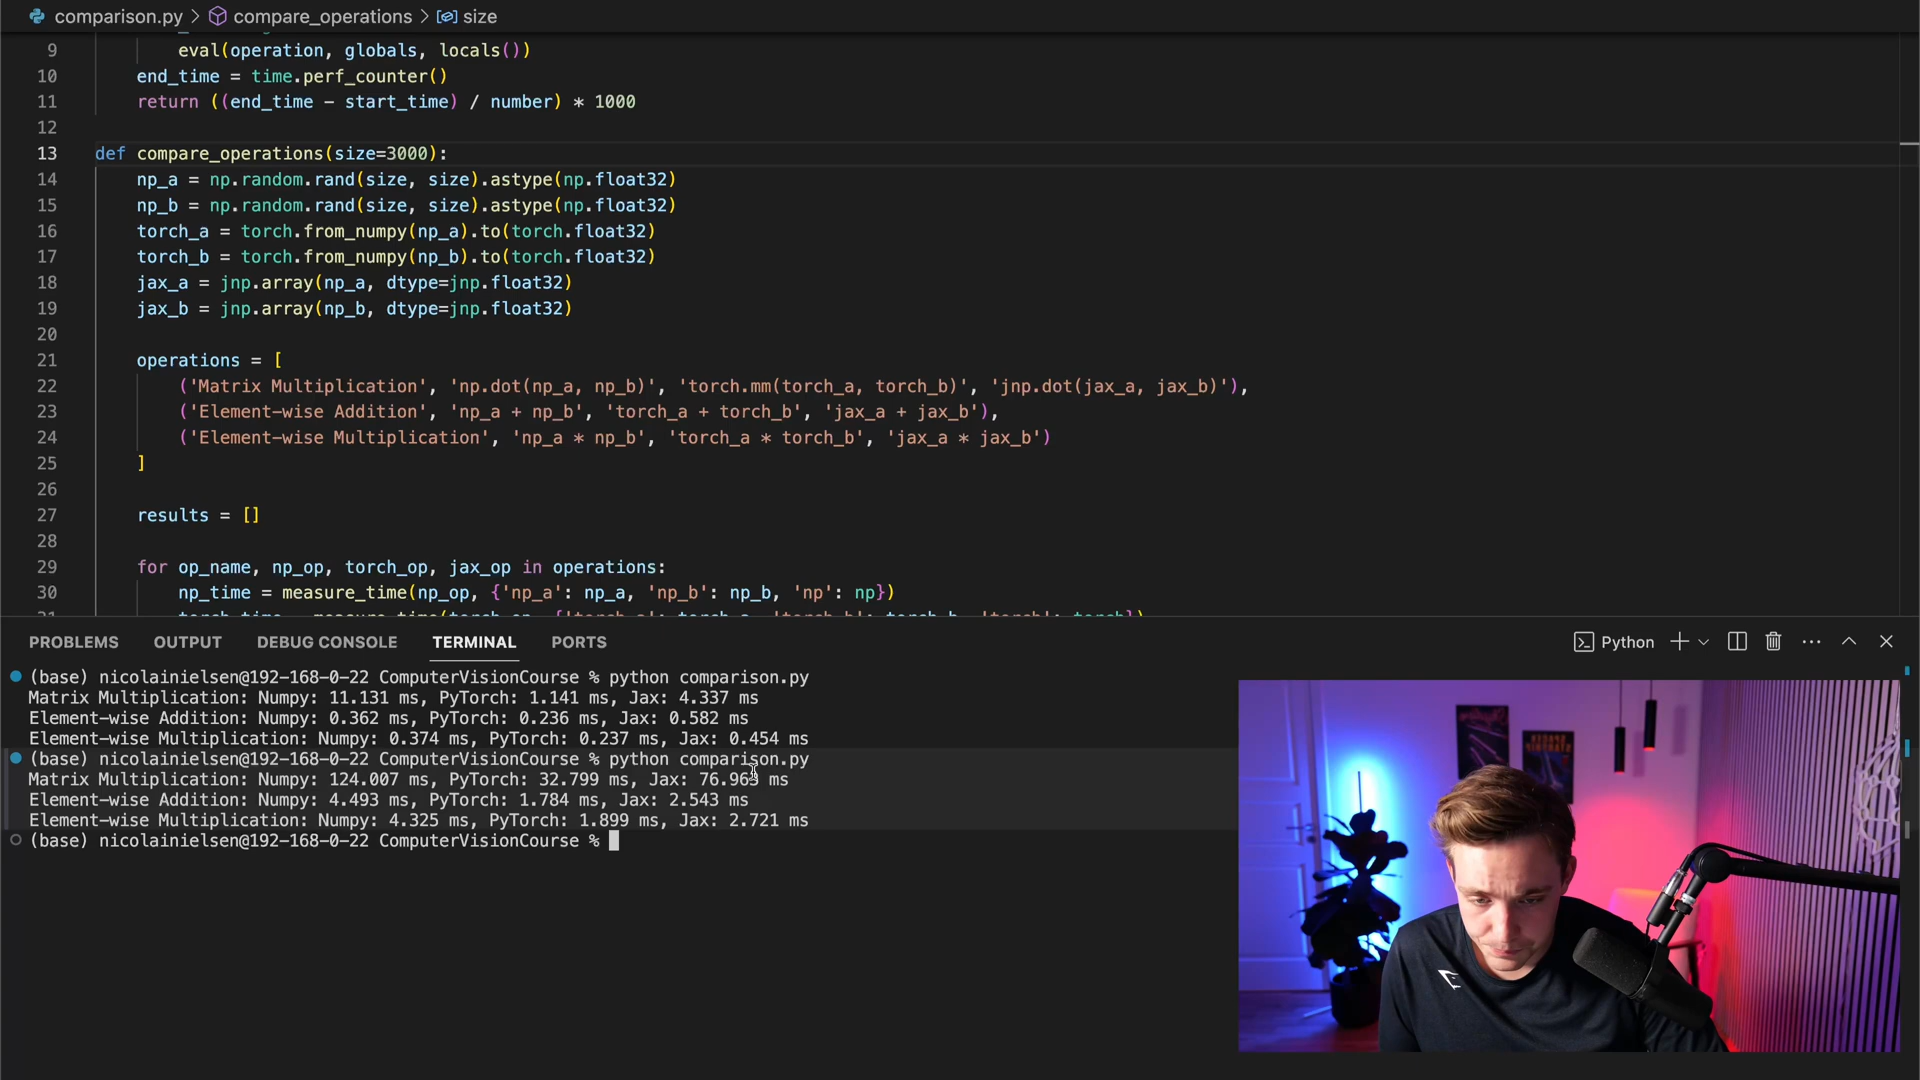 comparison.py > compare_operations > size
9 eval(operation, globals, locals())
10 end_time = time.perf_counter()
11 return ((end_time - start_time) / number) * 1000
12
13 def compare_operations(size=3000):
14 np_a = np.random.rand(size, size).astype(np.float32)
15 np_b = np.random.rand(size, size).astype(np.float32)
16 torch_a = torch.from_numpy(np_a).to(torch.float32)
17 torch_b = torch.from_numpy(np_b).to(torch.float32)
18 jax_a = jnp.array(np_a, dtype=jnp.float32)
19 jax_b = jnp.array(np_b, dtype=jnp.float32)
20
21 operations = [
22 ('Matrix Multiplication', 'np.dot(np_a, np_b)', 'torch.mm(torch_a, torch_b)', 'jnp.dot(jax_a, jax_b)'),
23 ('Element-wise Addition', 'np_a + np_b', 'torch_a + torch_b', 'jax_a + jax_b'),
24 ('Element-wise Multiplication', 'np_a * np_b', 'torch_a * torch_b', 'jax_a * jax_b')
25 ]
26
27 results = []
28
29 for op_name, np_op, torch_op, jax_op in operations:
30 np_time = measure_time(np_op, {'np_a': np_a, 'np_b': np_b, 'np': np})
PROBLEMS OUTPUT DEBUG CONSOLE TERMINAL PORTS Python
(base) nicolainielsen@192-168-0-22 ComputerVisionCourse % python comparison.py
Matrix Multiplication: Numpy: 11.131 ms, PyTorch: 1.141 ms, Jax: 4.337 ms
Element-wise Addition: Numpy: 0.362 ms, PyTorch: 0.236 ms, Jax: 0.582 ms
Element-wise Multiplication: Numpy: 0.374 ms, PyTorch: 0.237 ms, Jax: 0.454 ms
(base) nicolainielsen@192-168-0-22 ComputerVisionCourse % python comparison.py
Matrix Multiplication: Numpy: 124.007 ms, PyTorch: 32.799 ms, Jax: 76.963 ms
Element-wise Addition: Numpy: 4.493 ms, PyTorch: 1.784 ms, Jax: 2.543 ms
Element-wise Multiplication: Numpy: 4.325 ms, PyTorch: 1.899 ms, Jax: 2.721 ms
(base) nicolainielsen@192-168-0-22 ComputerVisionCourse %